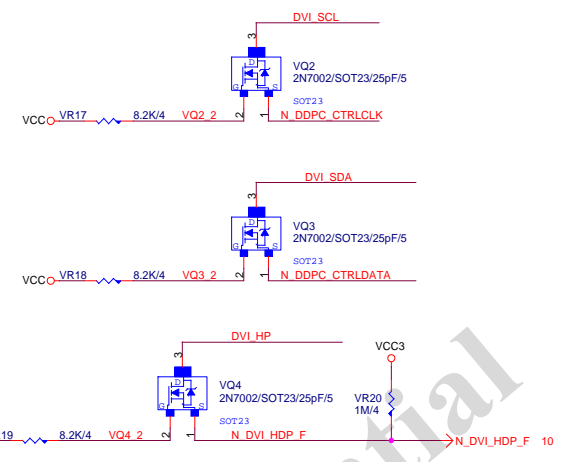 DVI_SCL
3
D
VQ2
2N7002/SOT23/25pF/5
G
S
SOT23
VCC
VR17
8.2K/4
VQ2_2
2
1
N_DDPC_CTRLCLK
DVI_SDA
3
D
VQ3
2N7002/SOT23/25pF/5
G
S
SOT23
VCC
VR18
8.2K/4
VQ3_2
2
1
N_DDPC_CTRLDATA
DVI_HP
VCC3
3
D
VQ4
2N7002/SOT23/25pF/5
VR20
1M/4
G
S
SOT23
19
8.2K/4
VQ4_2
2
1
N_DVI_HDP_F
N_DVI_HDP_F 10
ential